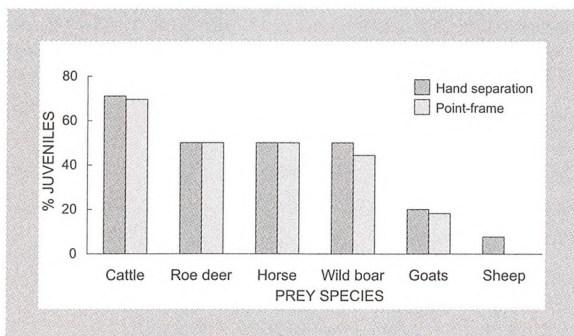 80
60
40
20
0
% JUVENILES
Hand separation
Point-frame
Cattle Roe deer Horse Wild boar Goats Sheep
PREY SPECIES